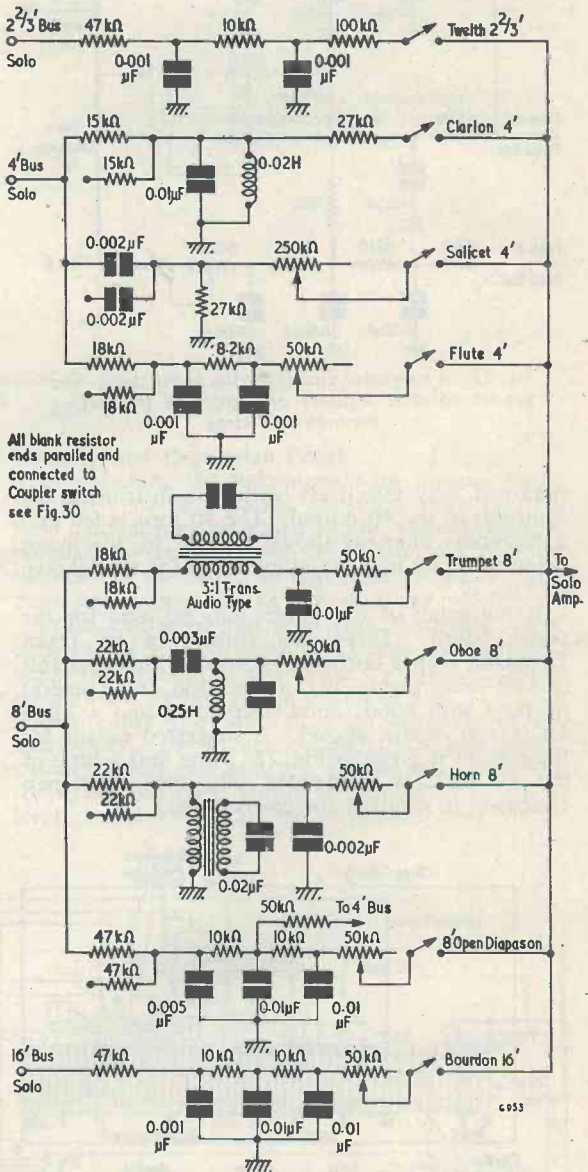 2⅔' Bus
Solo
47kΩ
10kΩ
100kΩ
0·001
μF
0·001
μF
Twelth 2⅔'
15kΩ
27kΩ
Clarion 4'
15kΩ
4' Bus
Solo
0·01μF
0·02H
0·002μF
250kΩ
Salicet 4'
0·002μF
27kΩ
18kΩ
8·2kΩ
50kΩ
Flute 4'
18kΩ
0·001
μF
0·001
μF
All blank resistor
ends paralled and
connected to
Coupler switch
see Fig.30
18kΩ
50kΩ
Trumpet 8'
18kΩ
3:1 Trans.
Audio Type
0·01μF
To
Solo
Amp.
22kΩ
0·003μF
50kΩ
Oboe 8'
22kΩ
0·25H
8' Bus
Solo
22kΩ
50kΩ
Horn 8'
22kΩ
0·02μF
0·002μF
50kΩ
To 4' Bus
47kΩ
10kΩ
10kΩ
50kΩ
8' Open Diapason
47kΩ
0·005
μF
0·01μF
0·01
μF
16' Bus
Solo
47kΩ
10kΩ
10kΩ
50kΩ
Bourdon 16'
0·001
μF
0·01μF
0·01
μF
G953